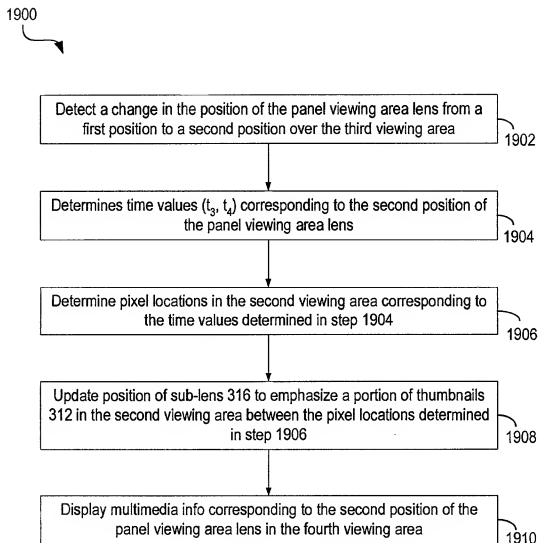 1900
Detect a change in the position of the panel viewing area lens from a
first position to a second position over the third viewing area
1902
Determines time values (t3, t4) corresponding to the second position of
the panel viewing area lens
1904
Determine pixel locations in the second viewing area corresponding to
the time values determined in step 1904
1906
Update position of sub-lens 316 to emphasize a portion of thumbnails
312 in the second viewing area between the pixel locations determined
in step 1906
1908
Display multimedia info corresponding to the second position of the
panel viewing area lens in the fourth viewing area
1910